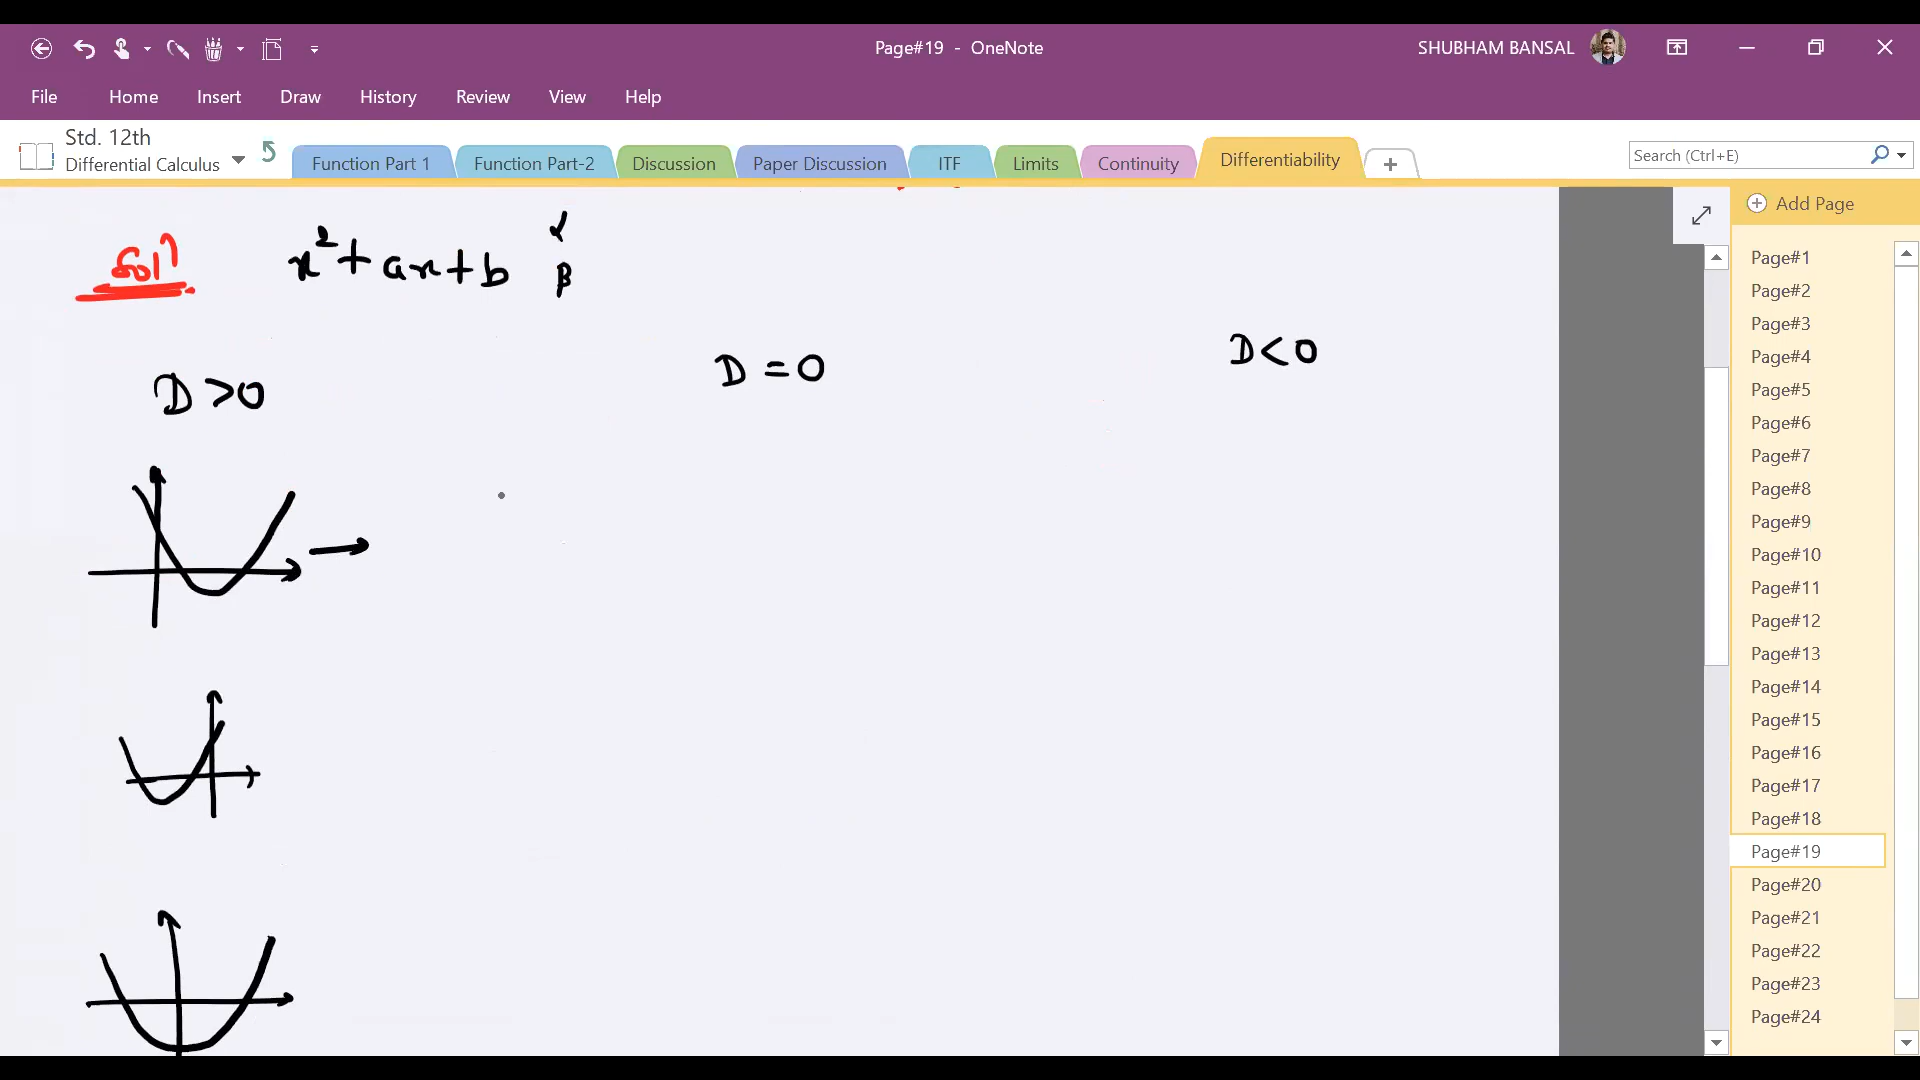 Page#19 - OneNote
SHUBHAM BANSAL
File Home Insert Draw History Review View Help
Std. 12th
Differential Calculus
Function Part 1
Function Part-2
Discussion
Paper Discussion
ITF
Limits
Continuity
Differentiability
Search (Ctrl+E)
Add Page
Page#1
Page#2
Page#3
Page#4
Page#5
Page#6
Page#7
Page#8
Page#9
Page#10
Page#11
Page#12
Page#13
Page#14
Page#15
Page#16
Page#17
Page#18
Page#19
Page#20
Page#21
Page#22
Page#23
Page#24
Solⁿ
x² + ax + b
α
β
D > 0
D = 0
D < 0